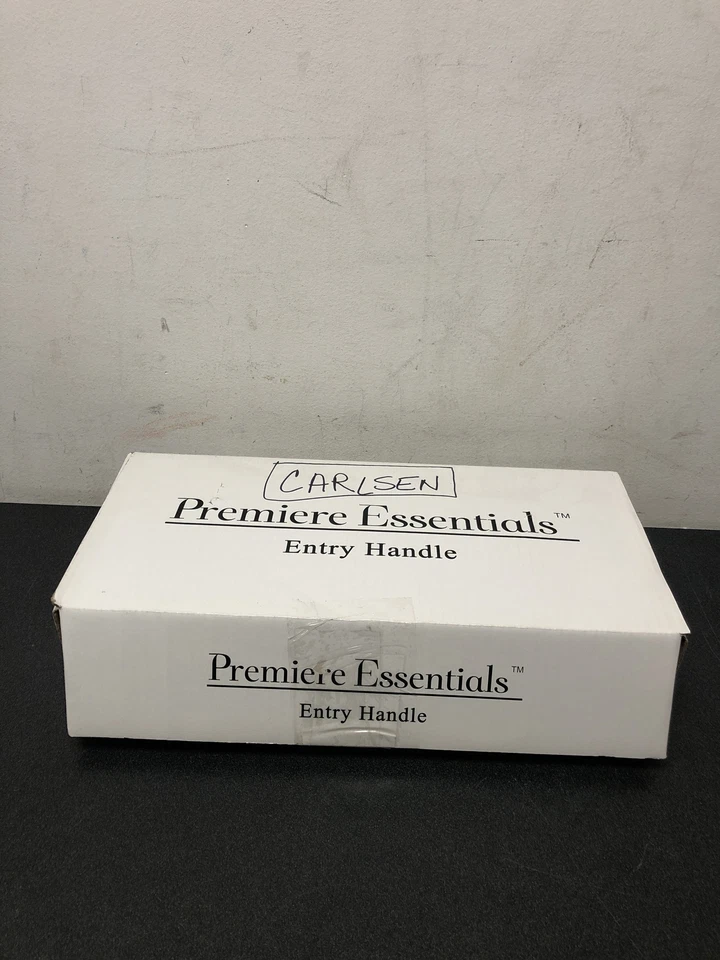 CARLSEN
Premiere Essentials™
Entry Handle
Premiere Essentials™
Entry Handle